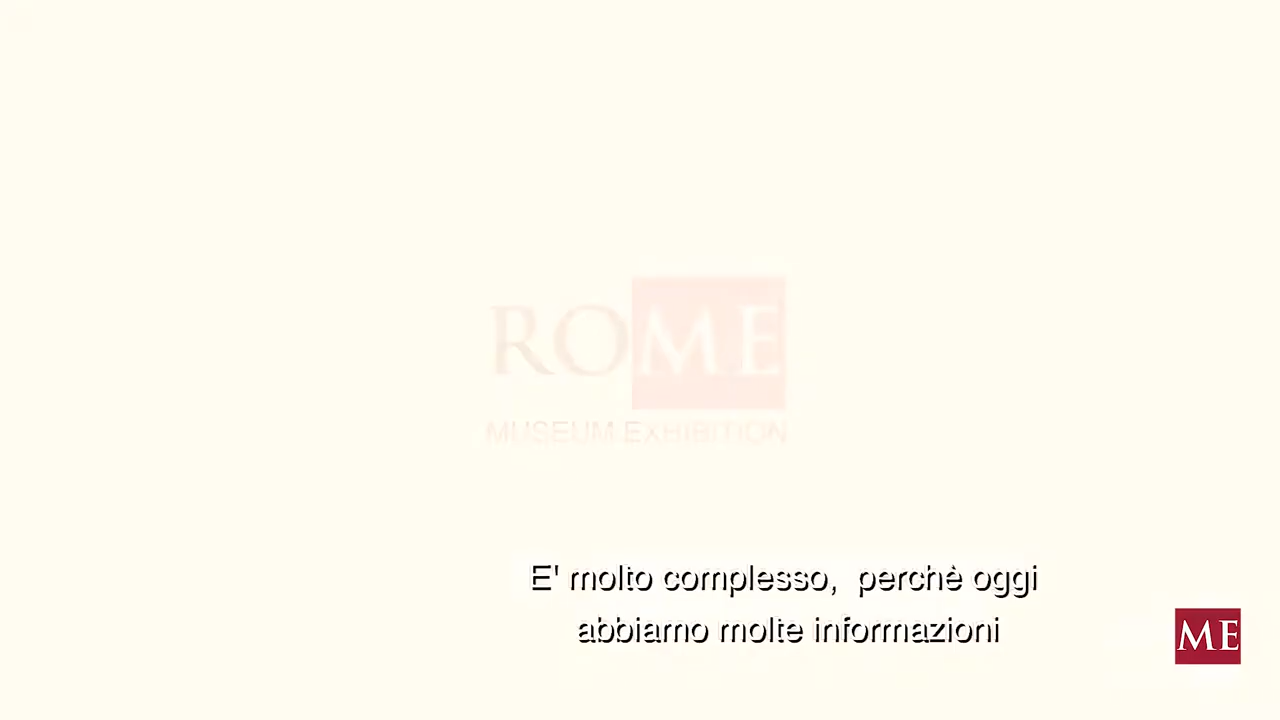 ROME
MUSEUM EXHIBITION
E' molto complesso, perchè oggi
abbiamo molte informazioni
ME